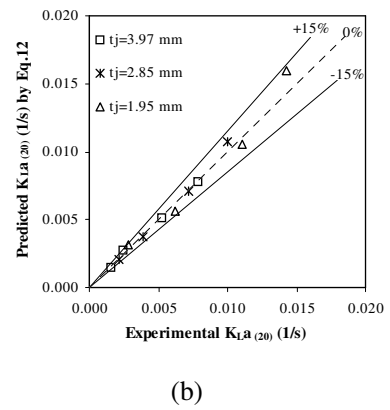 0.020
0.015
0.010
0.005
0.000
Predicted KLa (20) (1/s) by Eq.12
tj=3.97 mm
tj=2.85 mm
tj=1.95 mm
+15%
0%
-15%
0.000 0.005 0.010 0.015 0.020
Experimental KLa (20) (1/s)
(b)